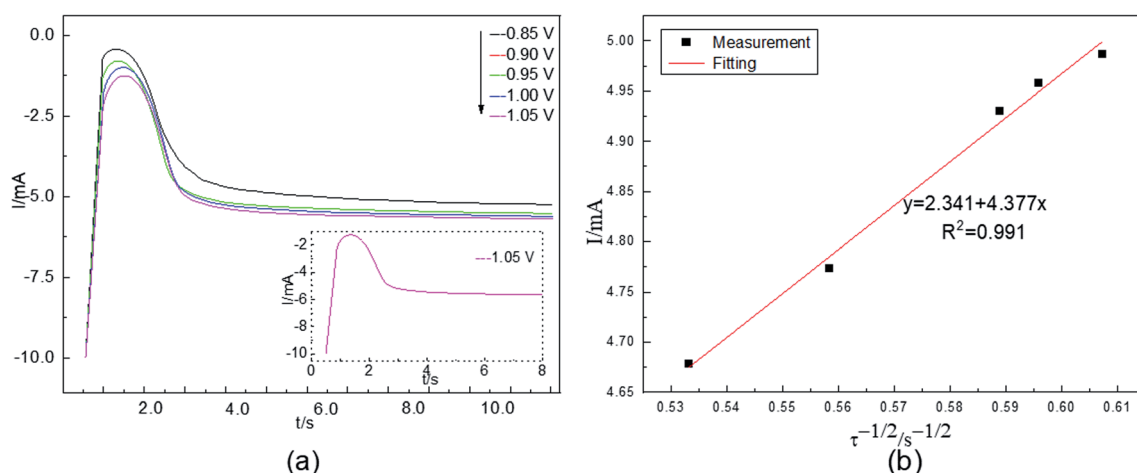 0.0
-2.5
-5.0
-7.5
-10.0
I/mA
2.0
4.0
6.0
8.0
10.0
t/s
-0.85 V
-0.90 V
-0.95 V
-1.00 V
-1.05 V
-2
-4
-6
-8
-10
I/mA
0
2
4
6
8
t/s
-1.05 V
(a)
5.00
4.95
4.90
4.85
4.80
4.75
4.70
4.65
I/mA
Measurement
Fitting
y=2.341+4.377x
R²=0.991
0.53
0.54
0.55
0.56
0.57
0.58
0.59
0.60
0.61
τ⁻¹/²/s⁻¹/²
(b)